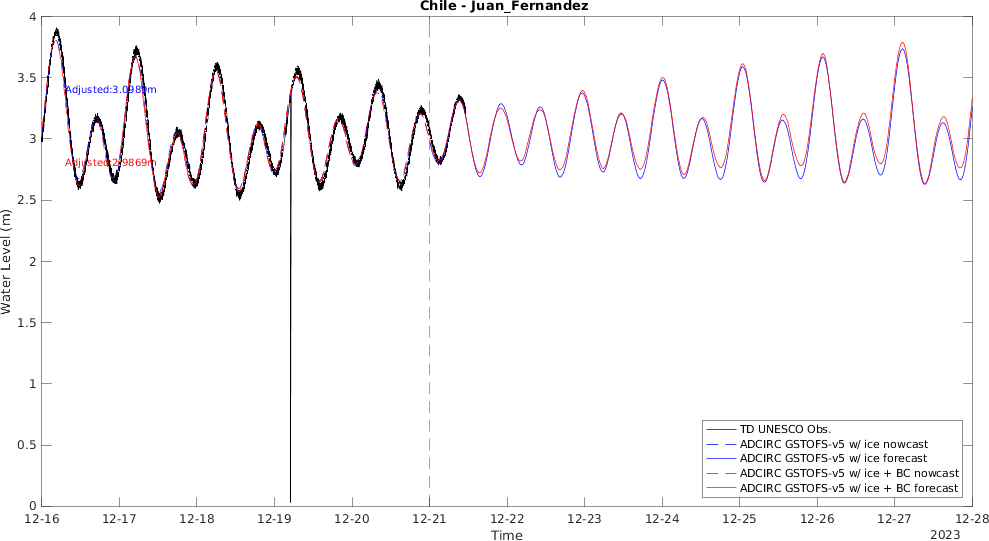 Chile - Juan_Fernandez
4
3.5
3
2.5
2
1.5
1
0.5
0
Water Level (m)
Adjusted:3.0989m
Adjusted:2.9869m
TD UNESCO Obs.
ADCIRC GSTOFS-v5 w/ ice nowcast
ADCIRC GSTOFS-v5 w/ ice forecast
ADCIRC GSTOFS-v5 w/ ice + BC nowcast
ADCIRC GSTOFS-v5 w/ ice + BC forecast
12-16 12-17 12-18 12-19 12-20 12-21 12-22 12-23 12-24 12-25 12-26 12-27 12-28
Time
2023